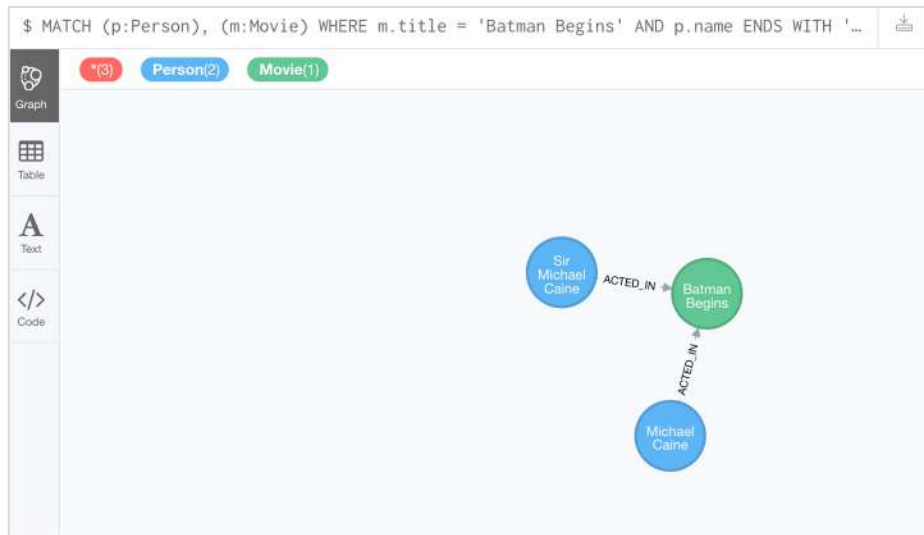 $ MATCH (p:Person), (m:Movie) WHERE m.title = 'Batman Begins' AND p.name ENDS WITH '…
*(3) Person(2) Movie(1)
Graph
Table
A
Text
</>
Code
Sir
Michael
Caine
ACTED_IN
Batman
Begins
ACTED_IN
Michael
Caine